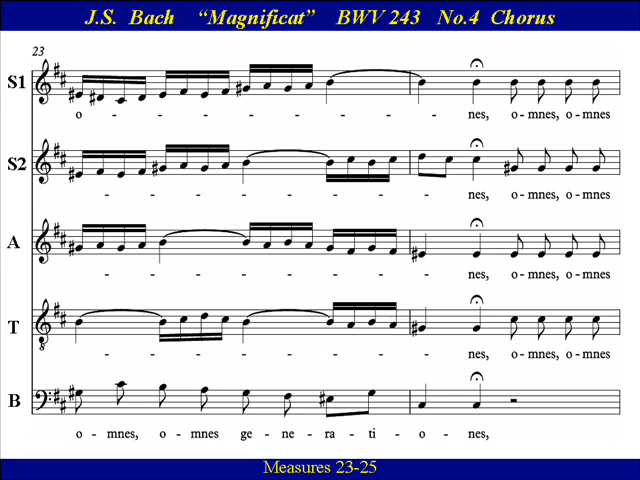 J.S. Bach “Magnificat” BWV 243 No.4 Chorus
23
S1
o - - - - - - - - - nes, o-mnes, o-mnes
S2
- - - - - - - - - nes, o-mnes, o-mnes
A
- - - - - - - - - nes, o-mnes, o-mnes
T
- - - - - - - - - nes, o-mnes, o-mnes
8
B
o - mnes, o - mnes ge - ne - ra - ti - o - nes,
Measures 23-25